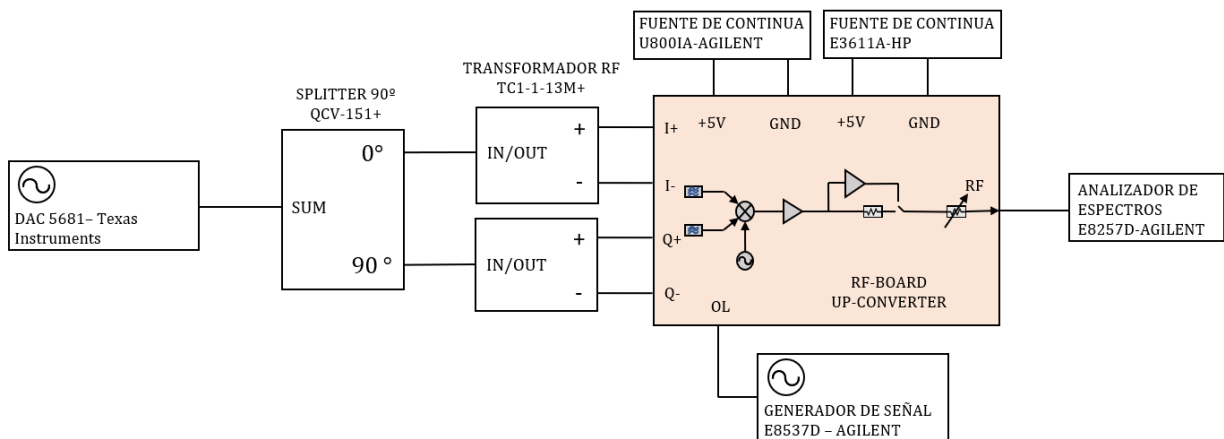 FUENTE DE CONTINUA
U800IA-AGILENT
FUENTE DE CONTINUA
E3611A-HP
TRANSFORMADOR RF
TC1-1-13M+
SPLITTER 90º
QCV-151+
DAC 5681– Texas
Instruments
SUM
0°
90 °
IN/OUT
+
-
IN/OUT
+
-
I+
I-
Q+
Q-
+5V
GND
+5V
GND
OL
RF
RF-BOARD
UP-CONVERTER
ANALIZADOR DE
ESPECTROS
E8257D-AGILENT
GENERADOR DE SEÑAL
E8537D – AGILENT